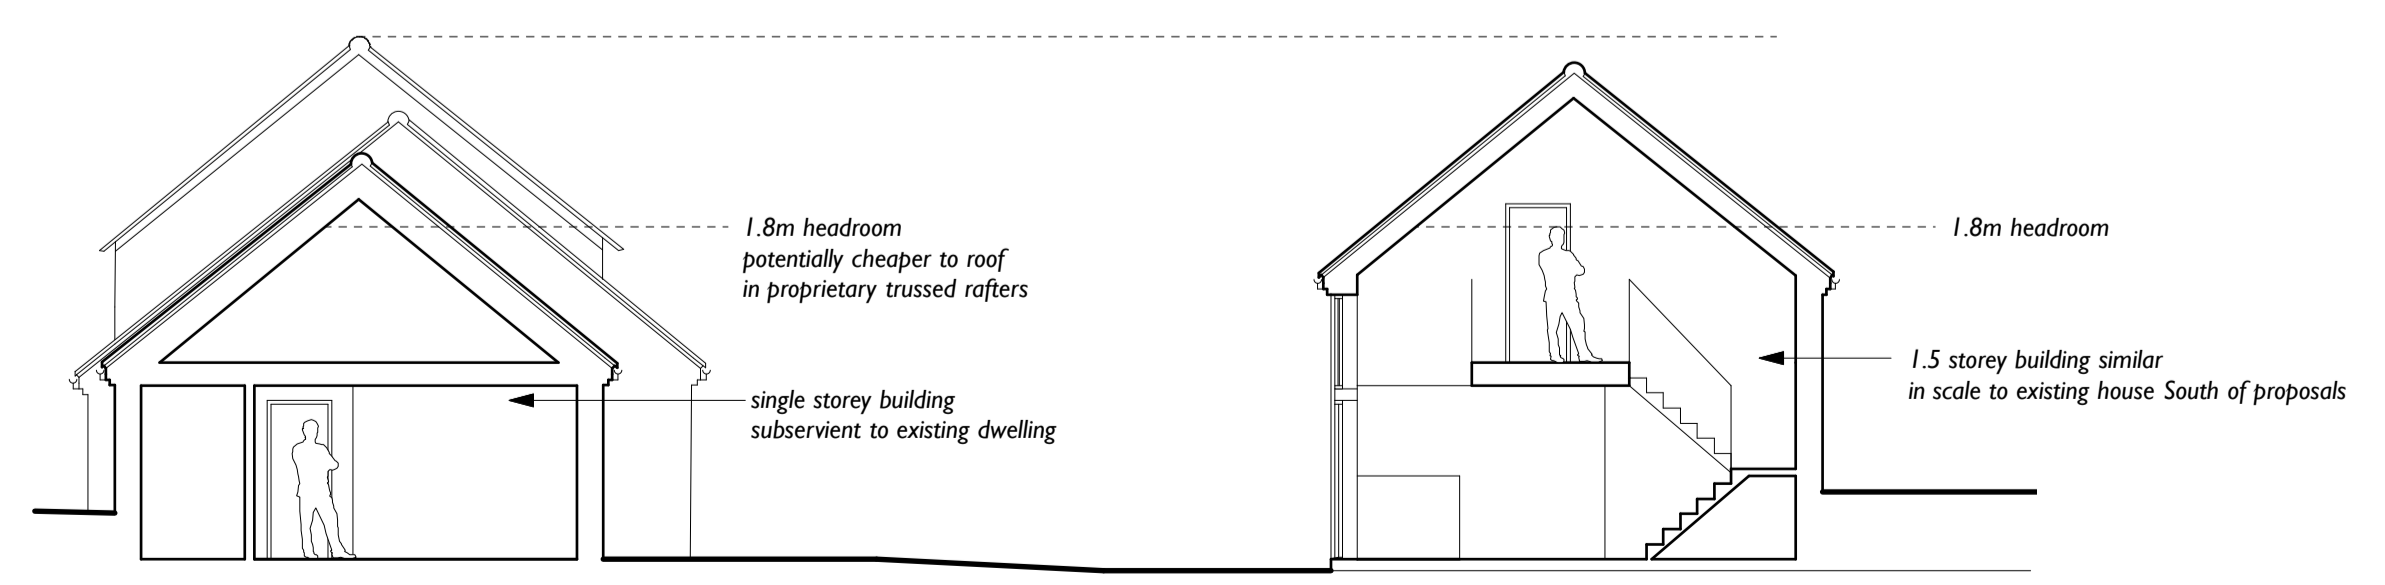 1.8m headroom
potentially cheaper to roof
in proprietary trussed rafters
single storey building
subservient to existing dwelling
1.8m headroom
1.5 storey building similar
in scale to existing house South of proposals